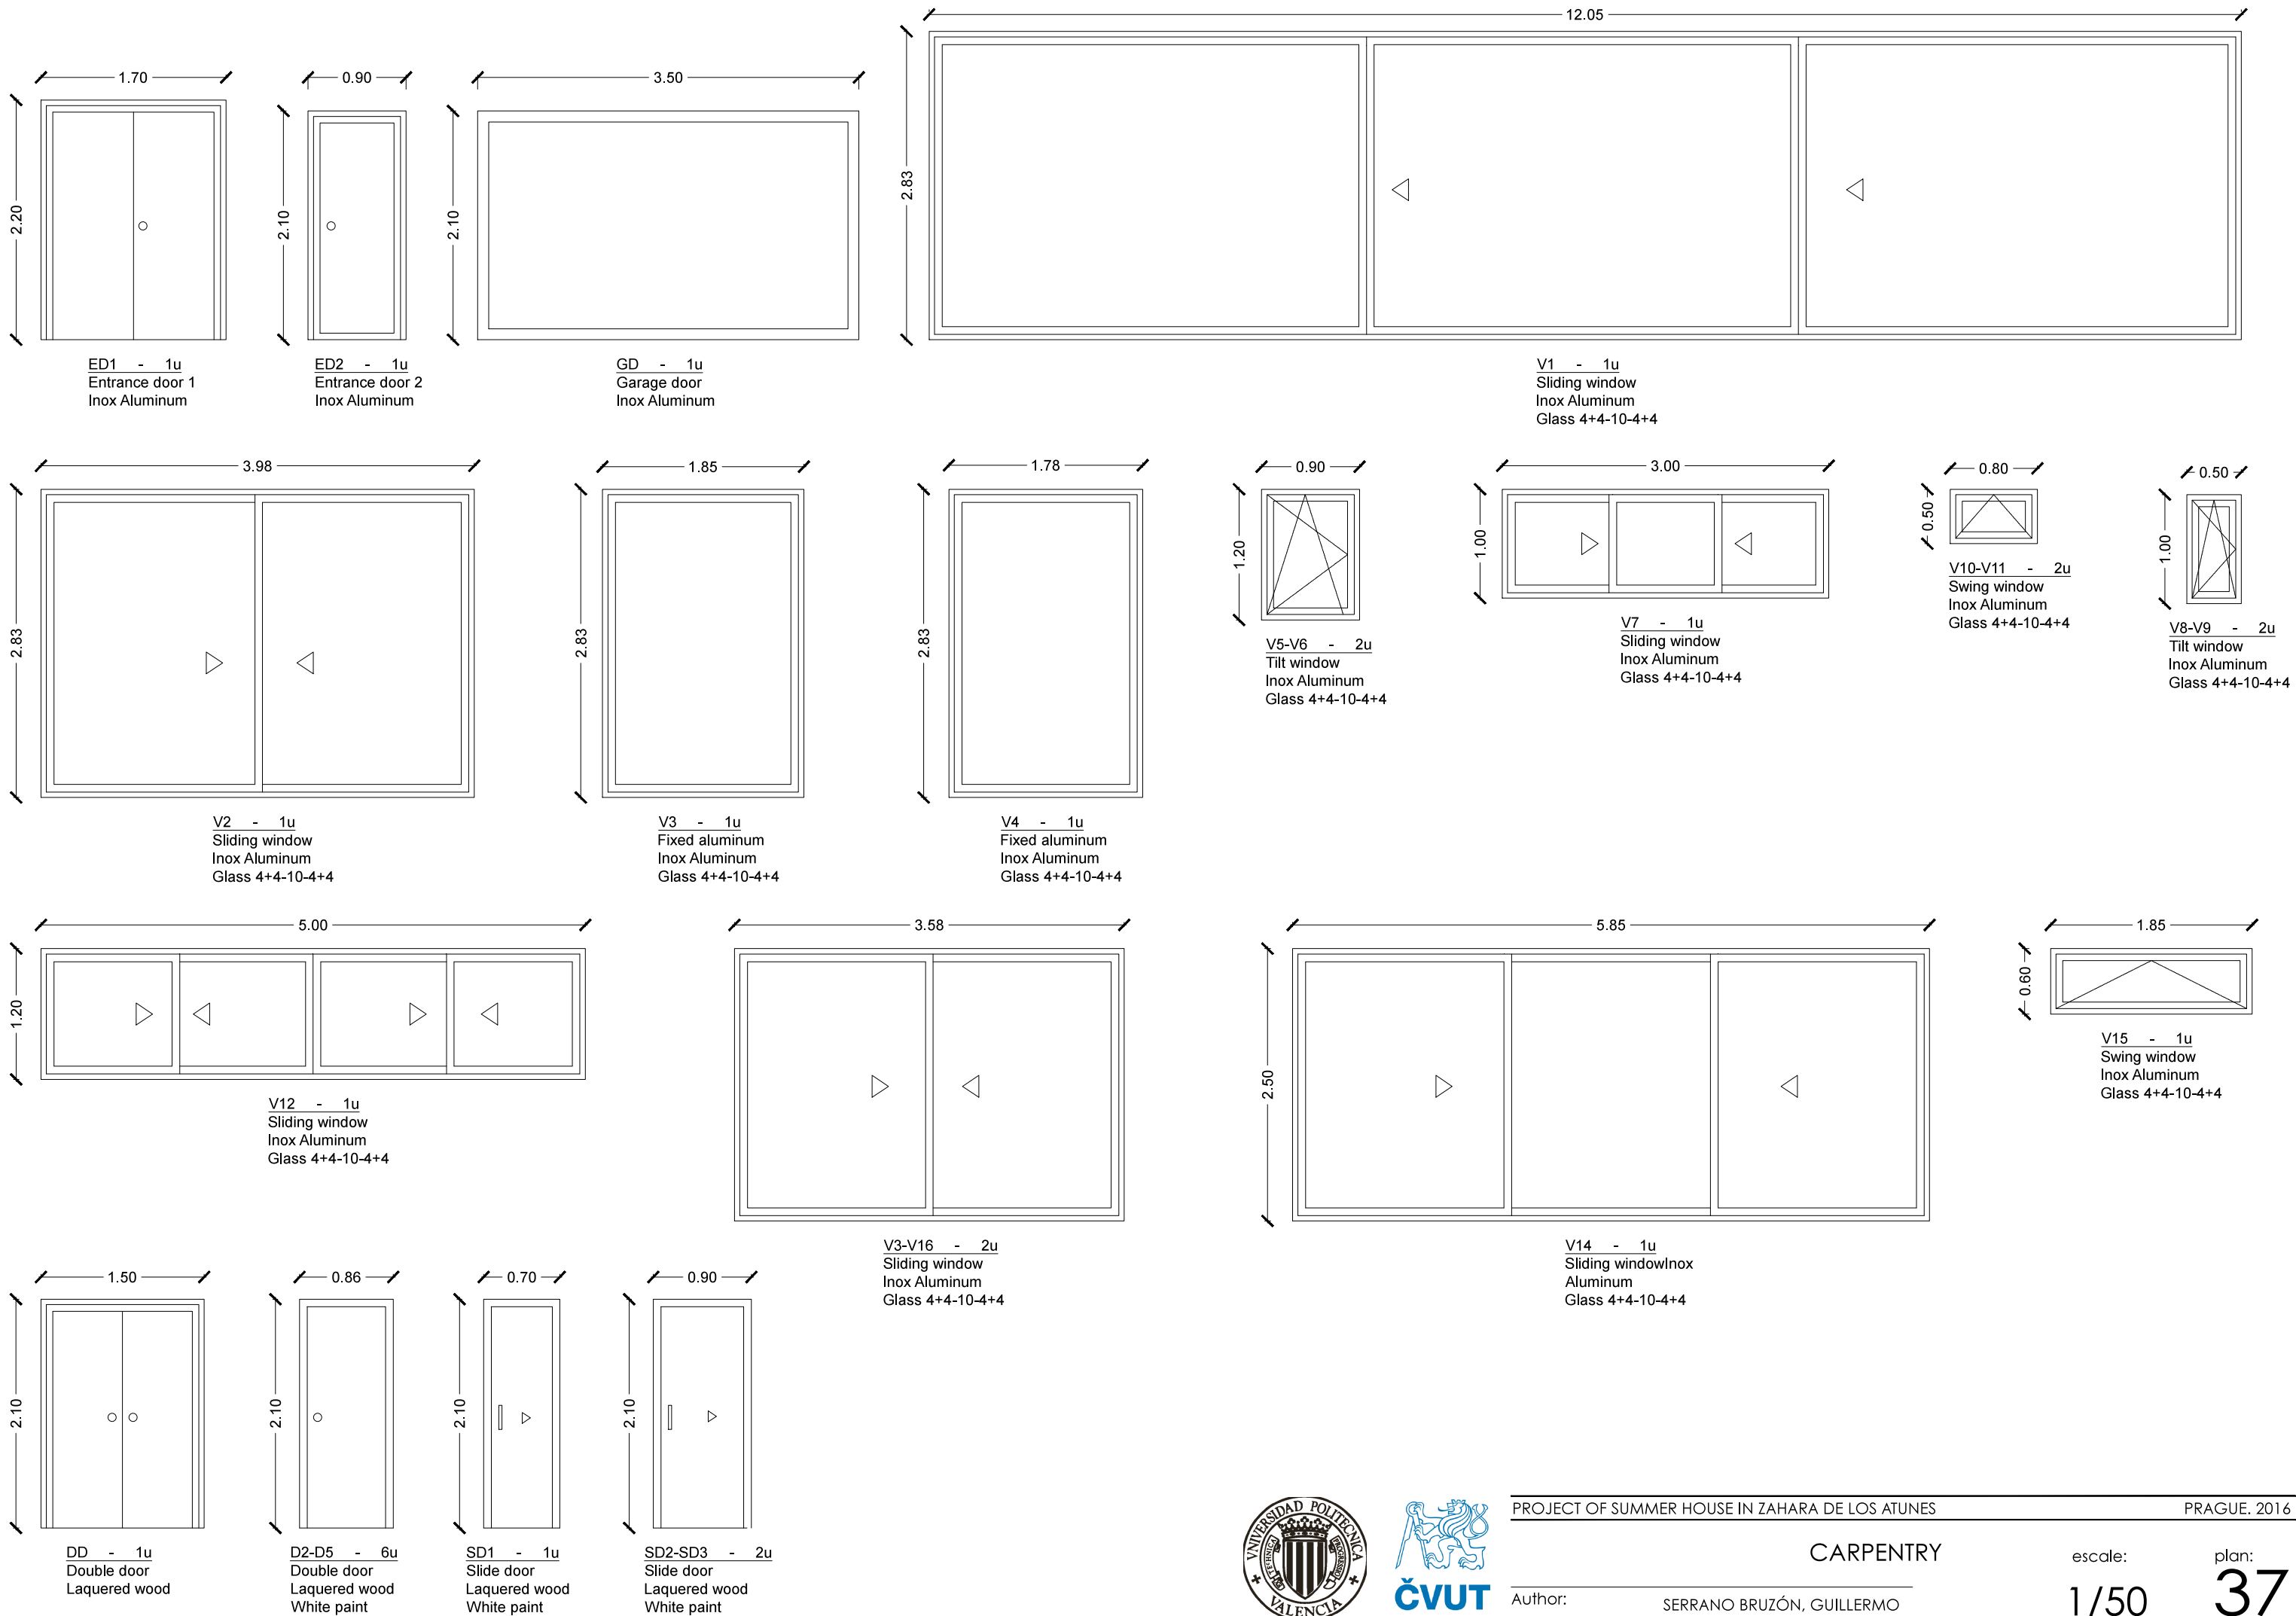 12.05
1.70
0.90
3.50
2.20
2.10
2.10
2.83
ED1 - 1u
Entrance door 1
Inox Aluminum
ED2 - 1u
Entrance door 2
Inox Aluminum
GD - 1u
Garage door
Inox Aluminum
V1 - 1u
Sliding window
Inox Aluminum
Glass 4+4-10-4+4
3.98
1.85
1.78
0.90
3.00
0.80
0.50
2.83
2.83
2.83
1.20
1.00
0.50
1.00
V2 - 1u
Sliding window
Inox Aluminum
Glass 4+4-10-4+4
V3 - 1u
Fixed aluminum
Inox Aluminum
Glass 4+4-10-4+4
V4 - 1u
Fixed aluminum
Inox Aluminum
Glass 4+4-10-4+4
V5-V6 - 2u
Tilt window
Inox Aluminum
Glass 4+4-10-4+4
V7 - 1u
Sliding window
Inox Aluminum
Glass 4+4-10-4+4
V10-V11 - 2u
Swing window
Inox Aluminum
Glass 4+4-10-4+4
V8-V9 - 2u
Tilt window
Inox Aluminum
Glass 4+4-10-4+4
5.00
3.58
5.85
1.85
1.20
2.50
0.60
V12 - 1u
Sliding window
Inox Aluminum
Glass 4+4-10-4+4
V3-V16 - 2u
Sliding window
Inox Aluminum
Glass 4+4-10-4+4
V14 - 1u
Sliding windowInox
Aluminum
Glass 4+4-10-4+4
V15 - 1u
Swing window
Inox Aluminum
Glass 4+4-10-4+4
1.50
0.86
0.70
0.90
2.10
2.10
2.10
2.10
DD - 1u
Double door
Laquered wood
D2-D5 - 6u
Double door
Laquered wood
White paint
SD1 - 1u
Slide door
Laquered wood
White paint
SD2-SD3 - 2u
Slide door
Laquered wood
White paint
VNIVERSIDAD POLITECNICA
VALENCIA
ČVUT
PROJECT OF SUMMER HOUSE IN ZAHARA DE LOS ATUNES
PRAGUE. 2016
CARPENTRY
escale:
plan:
Author:
SERRANO BRUZÓN, GUILLERMO
1/50
37